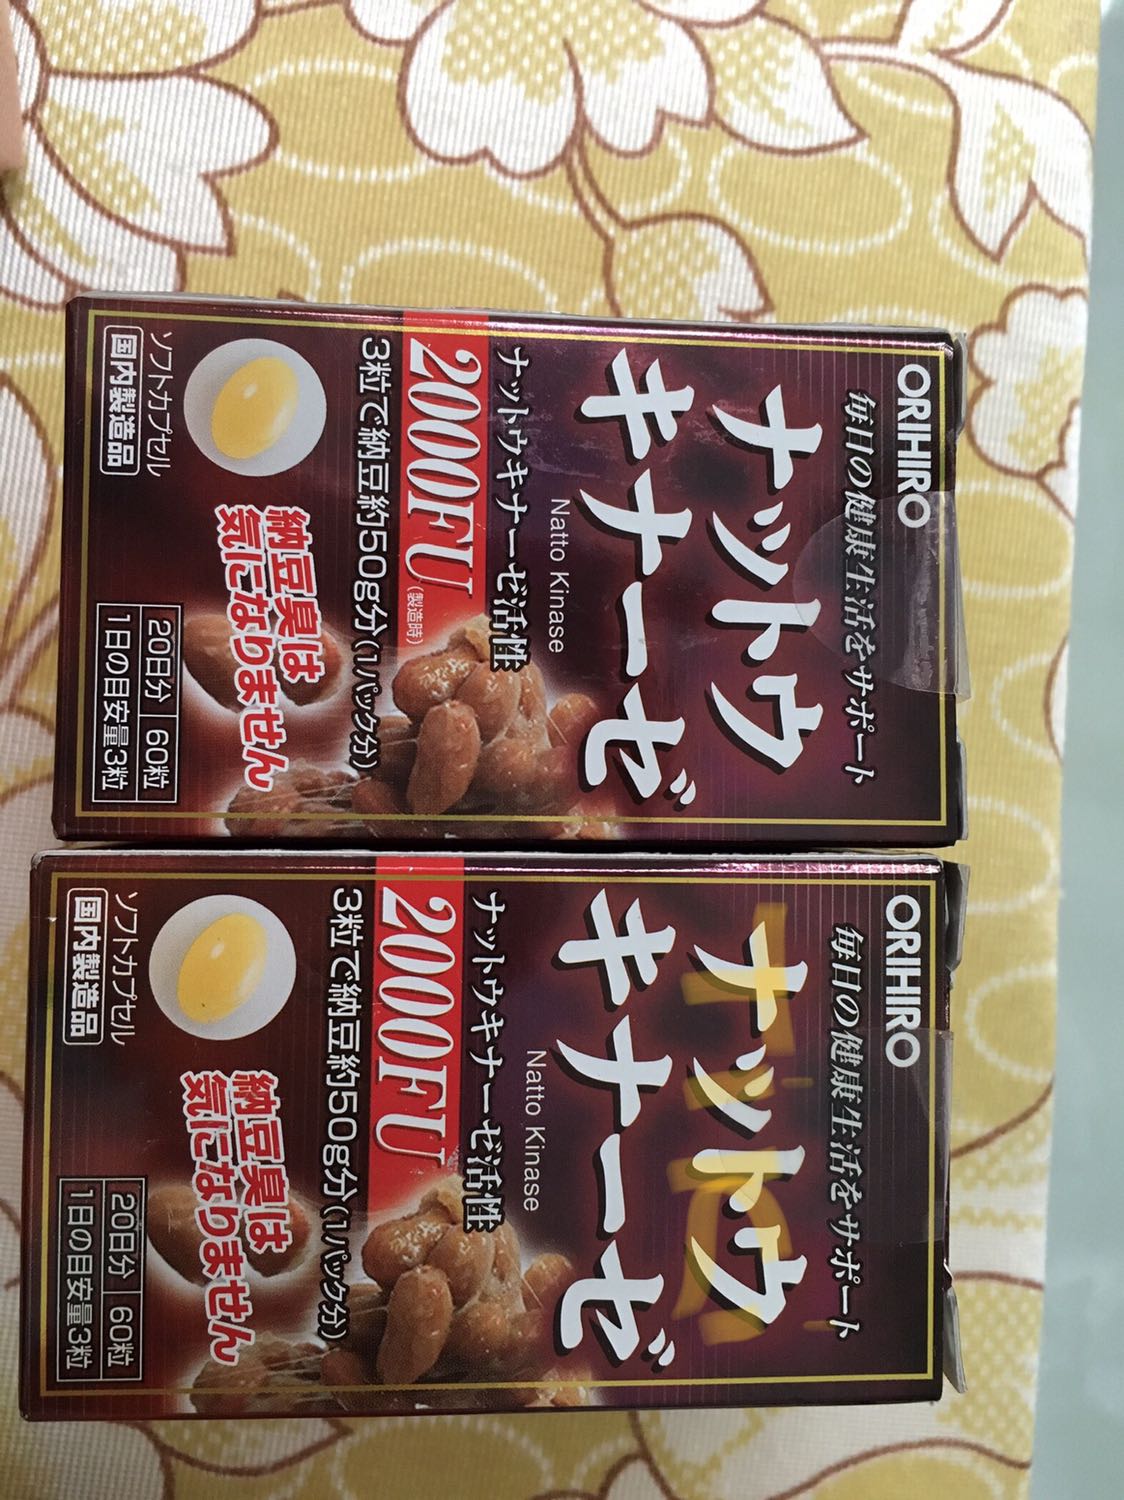 ORIHIRO
毎日の健康生活をサポート
ナットウ
キナーゼ
Natto Kinase
ナットウキナーゼ活性
2000FU(製造時)
3粒で納豆約50g分(1パック分)
納豆臭は
気になりません
ソフトカプセル
国内製造品
20日分 60粒
1日の目安量3粒
ORIHIRO
毎日の健康生活をサポート
ナットウ
キナーゼ
Natto Kinase
ナットウキナーゼ活性
2000FU
3粒で納豆約50g分(1パック分)
納豆臭は
気になりません
ソフトカプセル
国内製造品
20日分 60粒
1日の目安量3粒